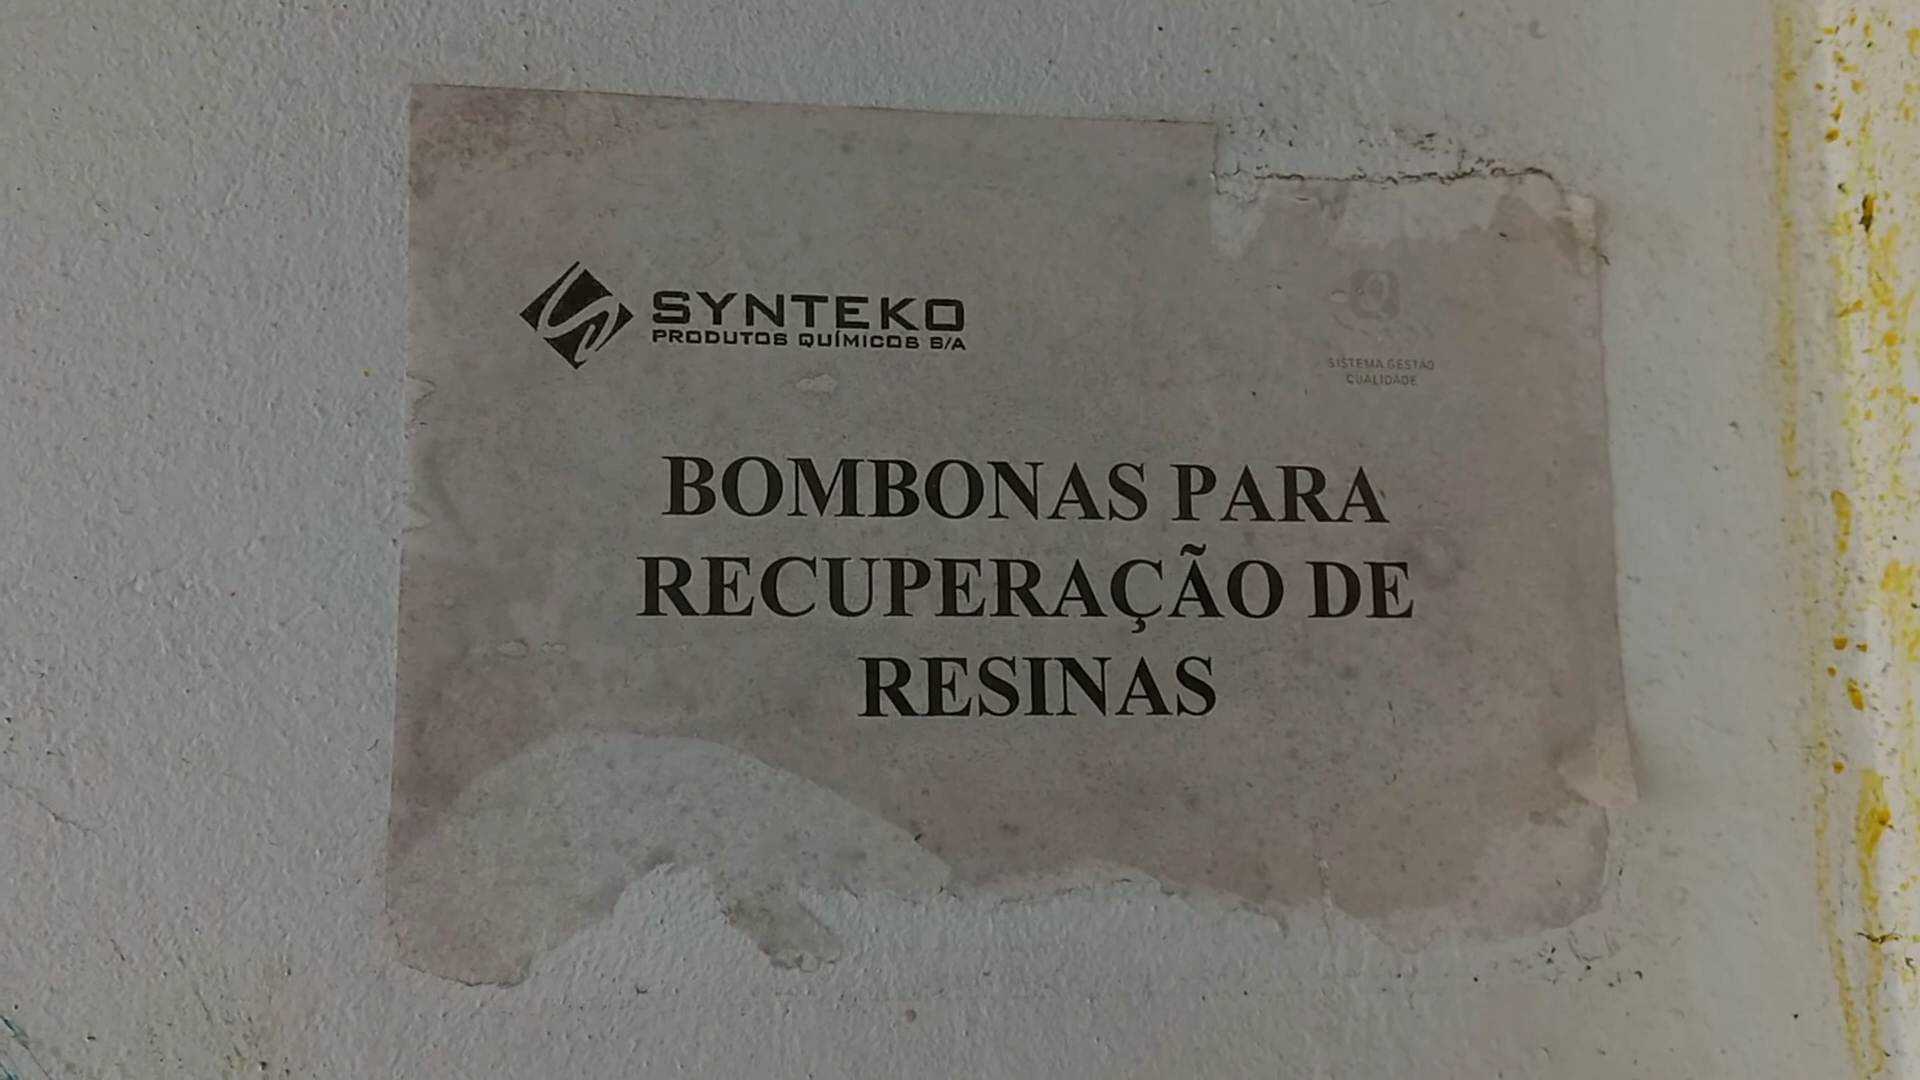 SYNTEKO
PRODUTOS QUÍMICOS S/A
SISTEMA GESTÃO
QUALIDADE
BOMBONAS PARA
RECUPERAÇÃO DE
RESINAS